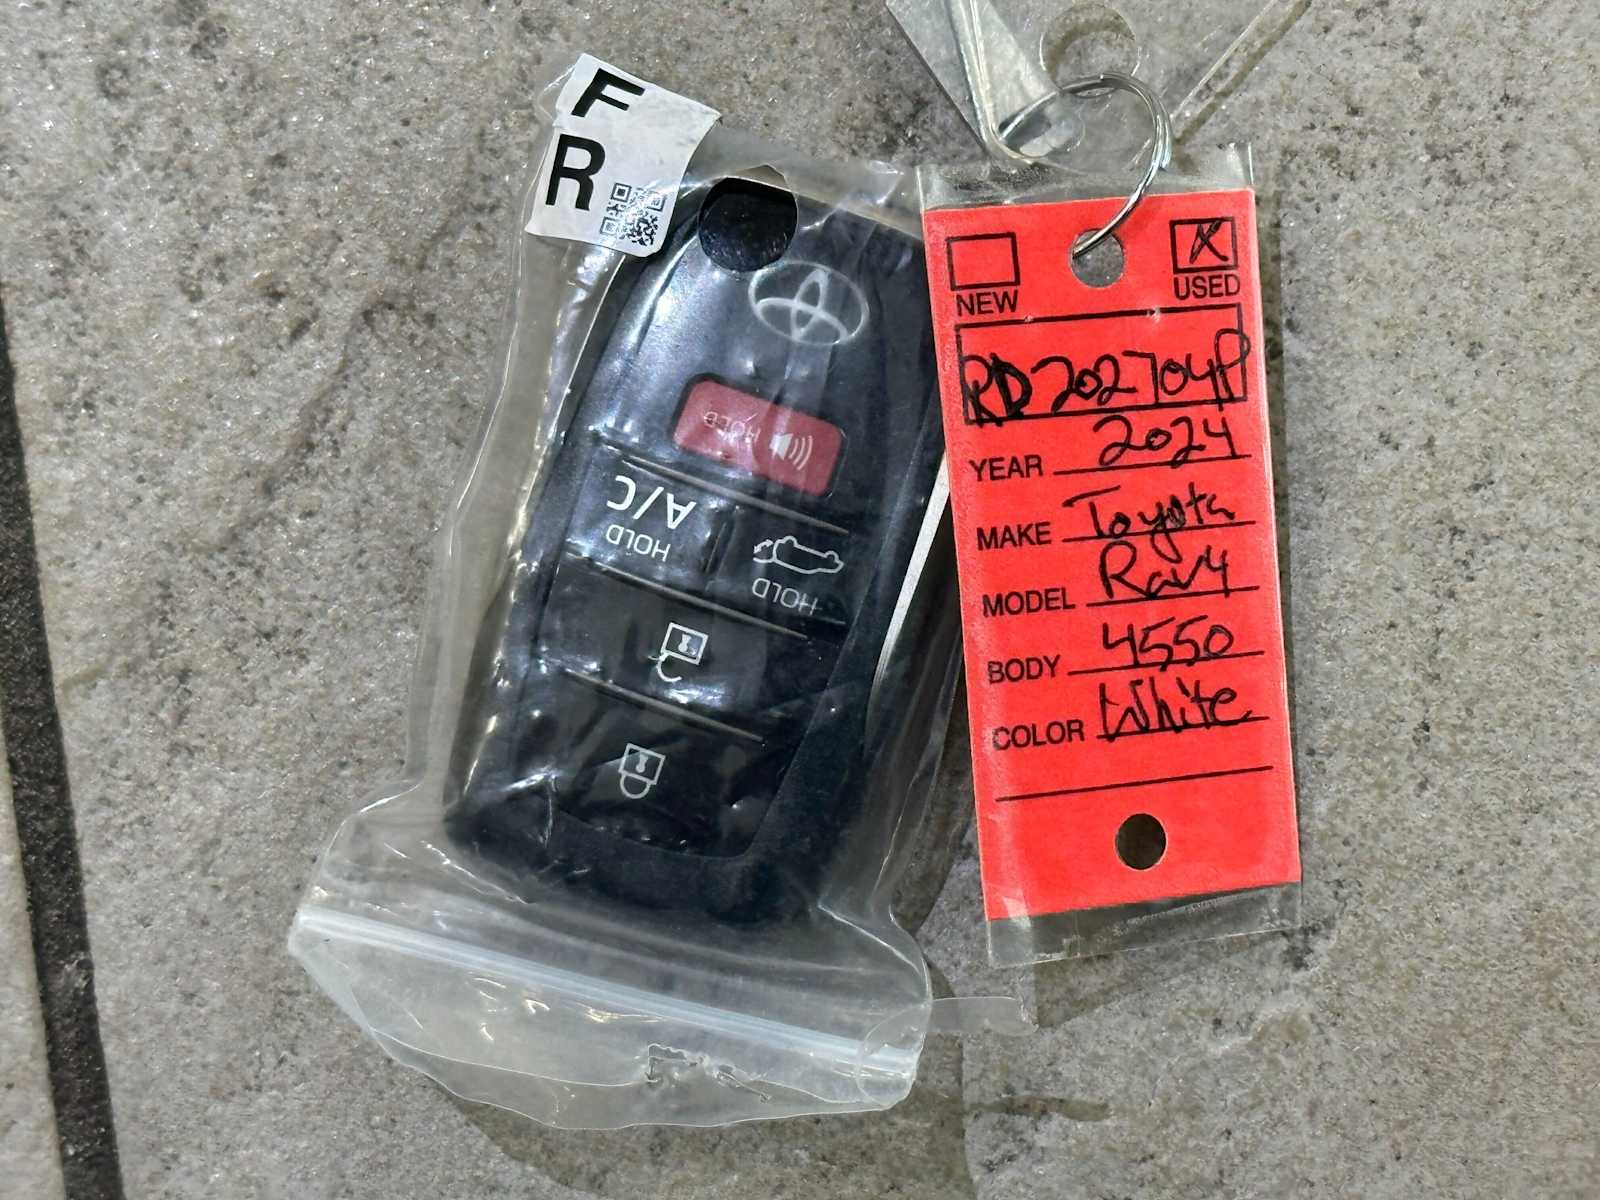 F
R
HOLD
A/C
HOLD
HOLD
NEW
USED
RD202704P
YEAR 2024
MAKE Toyota
MODEL Rav4
BODY 4550
COLOR White